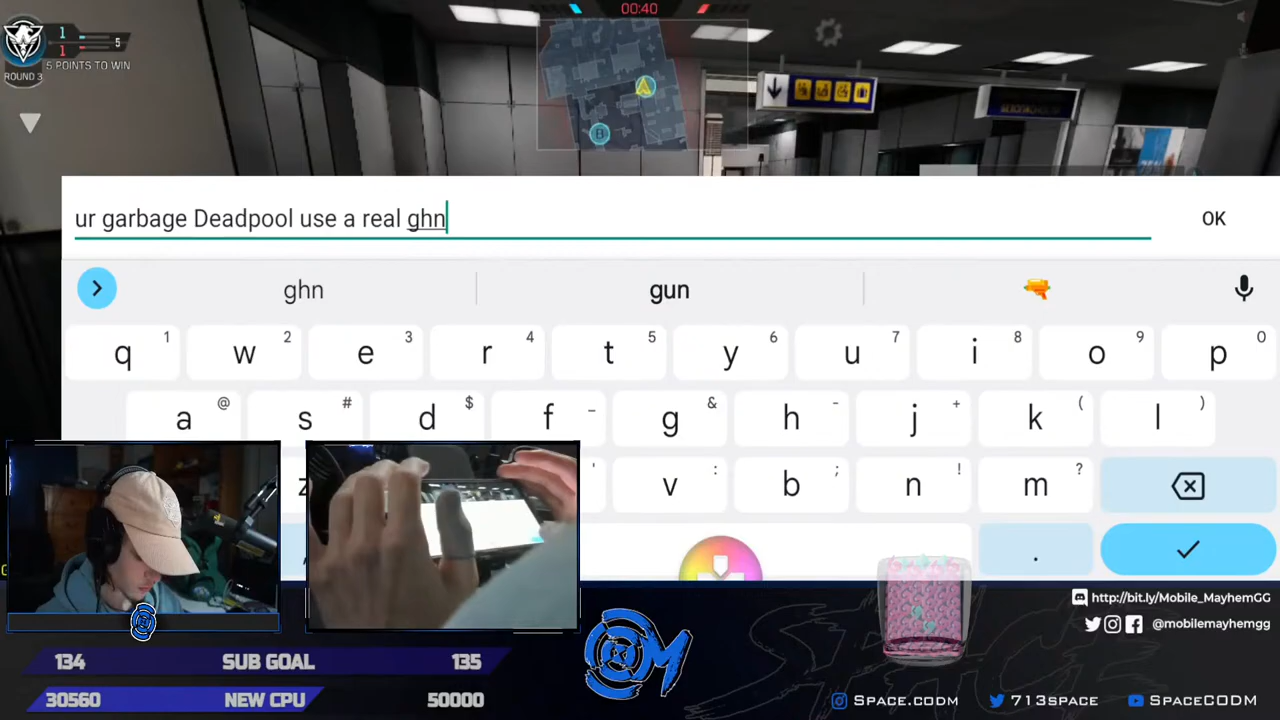 00:40
1
1
5
5 POINTS TO WIN
ROUND 3
A
B
ur garbage Deadpool use a real ghn
OK
ghn
gun
q 1 w 2 e 3 r 4 t 5 y 6 u 7 i 8 o 9 p 0
a @ s # d $ f _ g & h - j + k ( l )
z ' v : b ; n ! m ?
, .
http://bit.ly/Mobile_MayhemGG
@mobilemayhemgg
134 SUB GOAL 135
30560 NEW CPU 50000
SPACE
Space.codm 713space SpaceCODM